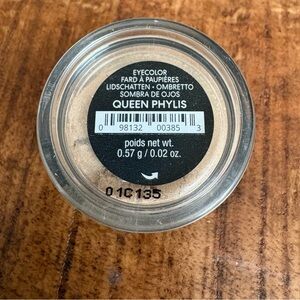 EYECOLOR
FARD À PAUPIÈRES
LIDSCHATTEN • OMBRETTO
SOMBRA DE OJOS
QUEEN PHYLIS
0 98132 00385 3
poids net wt.
0.57 g / 0.02 oz.
01C135